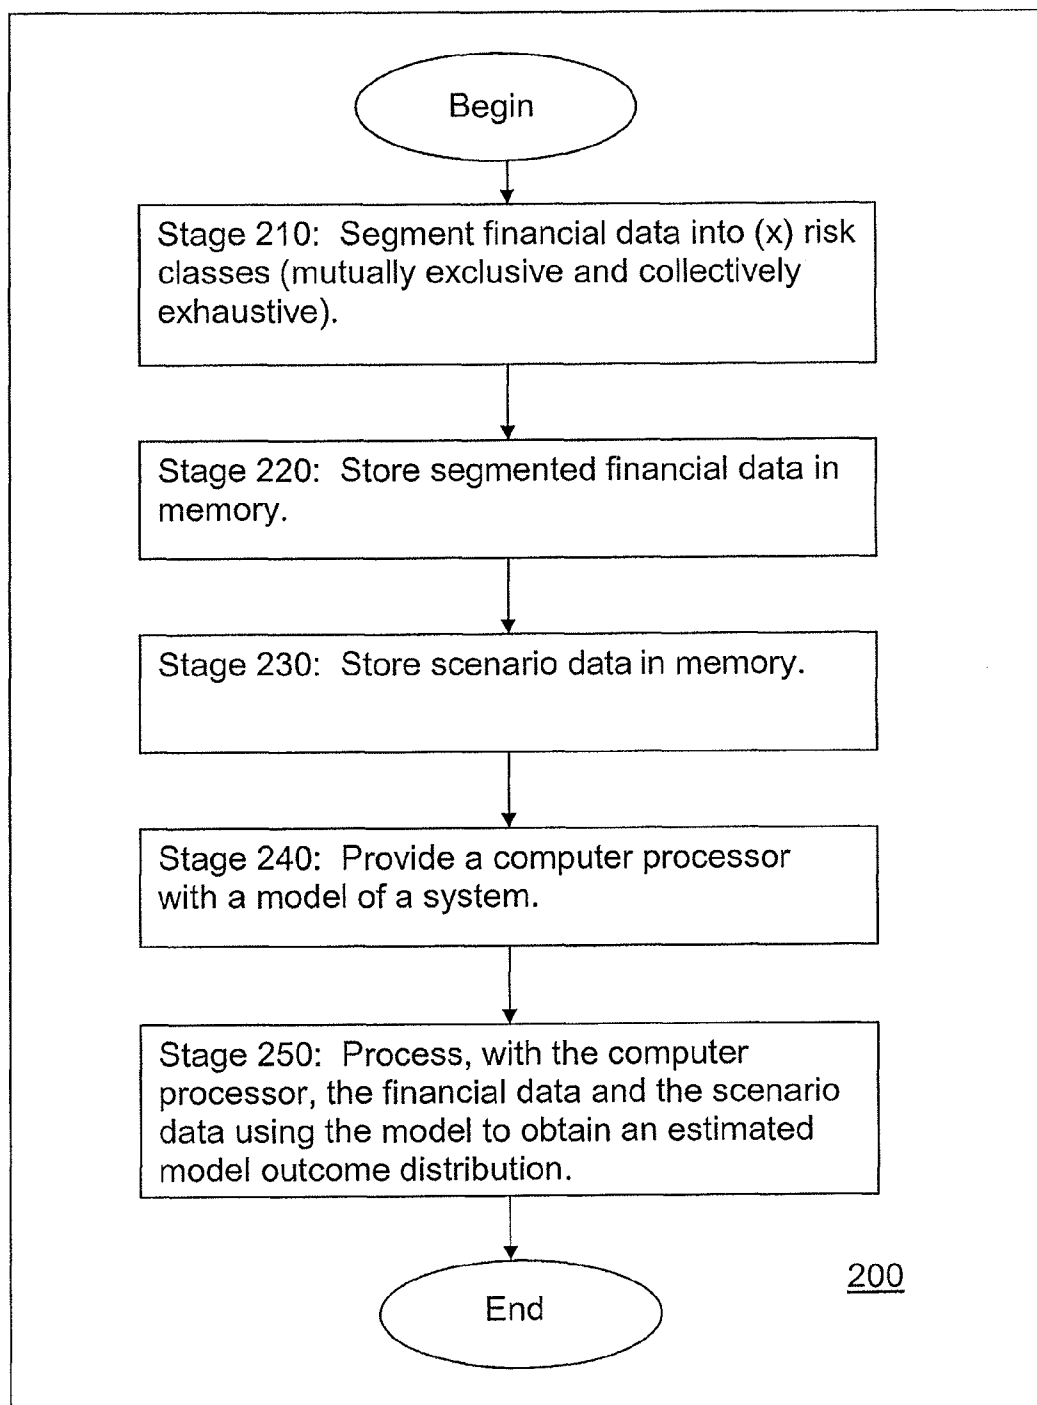 Begin
Stage 210: Segment financial data into (x) risk
classes (mutually exclusive and collectively
exhaustive).
Stage 220: Store segmented financial data in
memory.
Stage 230: Store scenario data in memory.
Stage 240: Provide a computer processor
with a model of a system.
Stage 250: Process, with the computer
processor, the financial data and the scenario
data using the model to obtain an estimated
model outcome distribution.
200
End